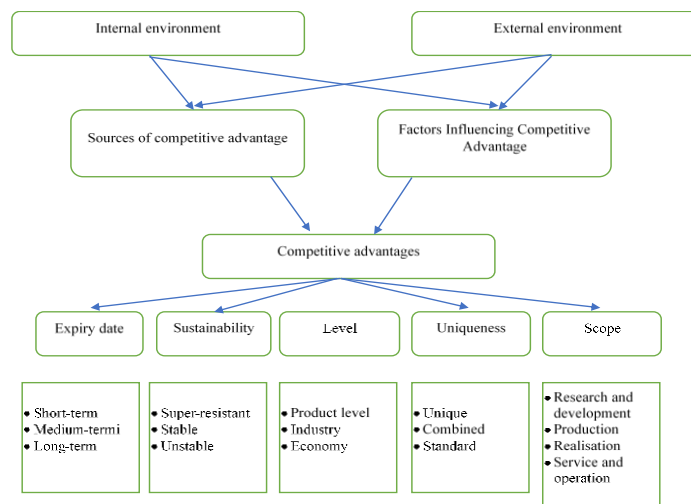 Internal environment
External environment
Sources of competitive advantage
Factors Influencing Competitive
Advantage
Competitive advantages
Expiry date
Sustainability
Level
Uniqueness
Scope
• Short-term
• Medium-termi
• Long-term
• Super-resistant
• Stable
• Unstable
• Product level
• Industry
• Economy
• Unique
• Combined
• Standard
• Research and
development
• Production
• Realisation
• Service and
operation